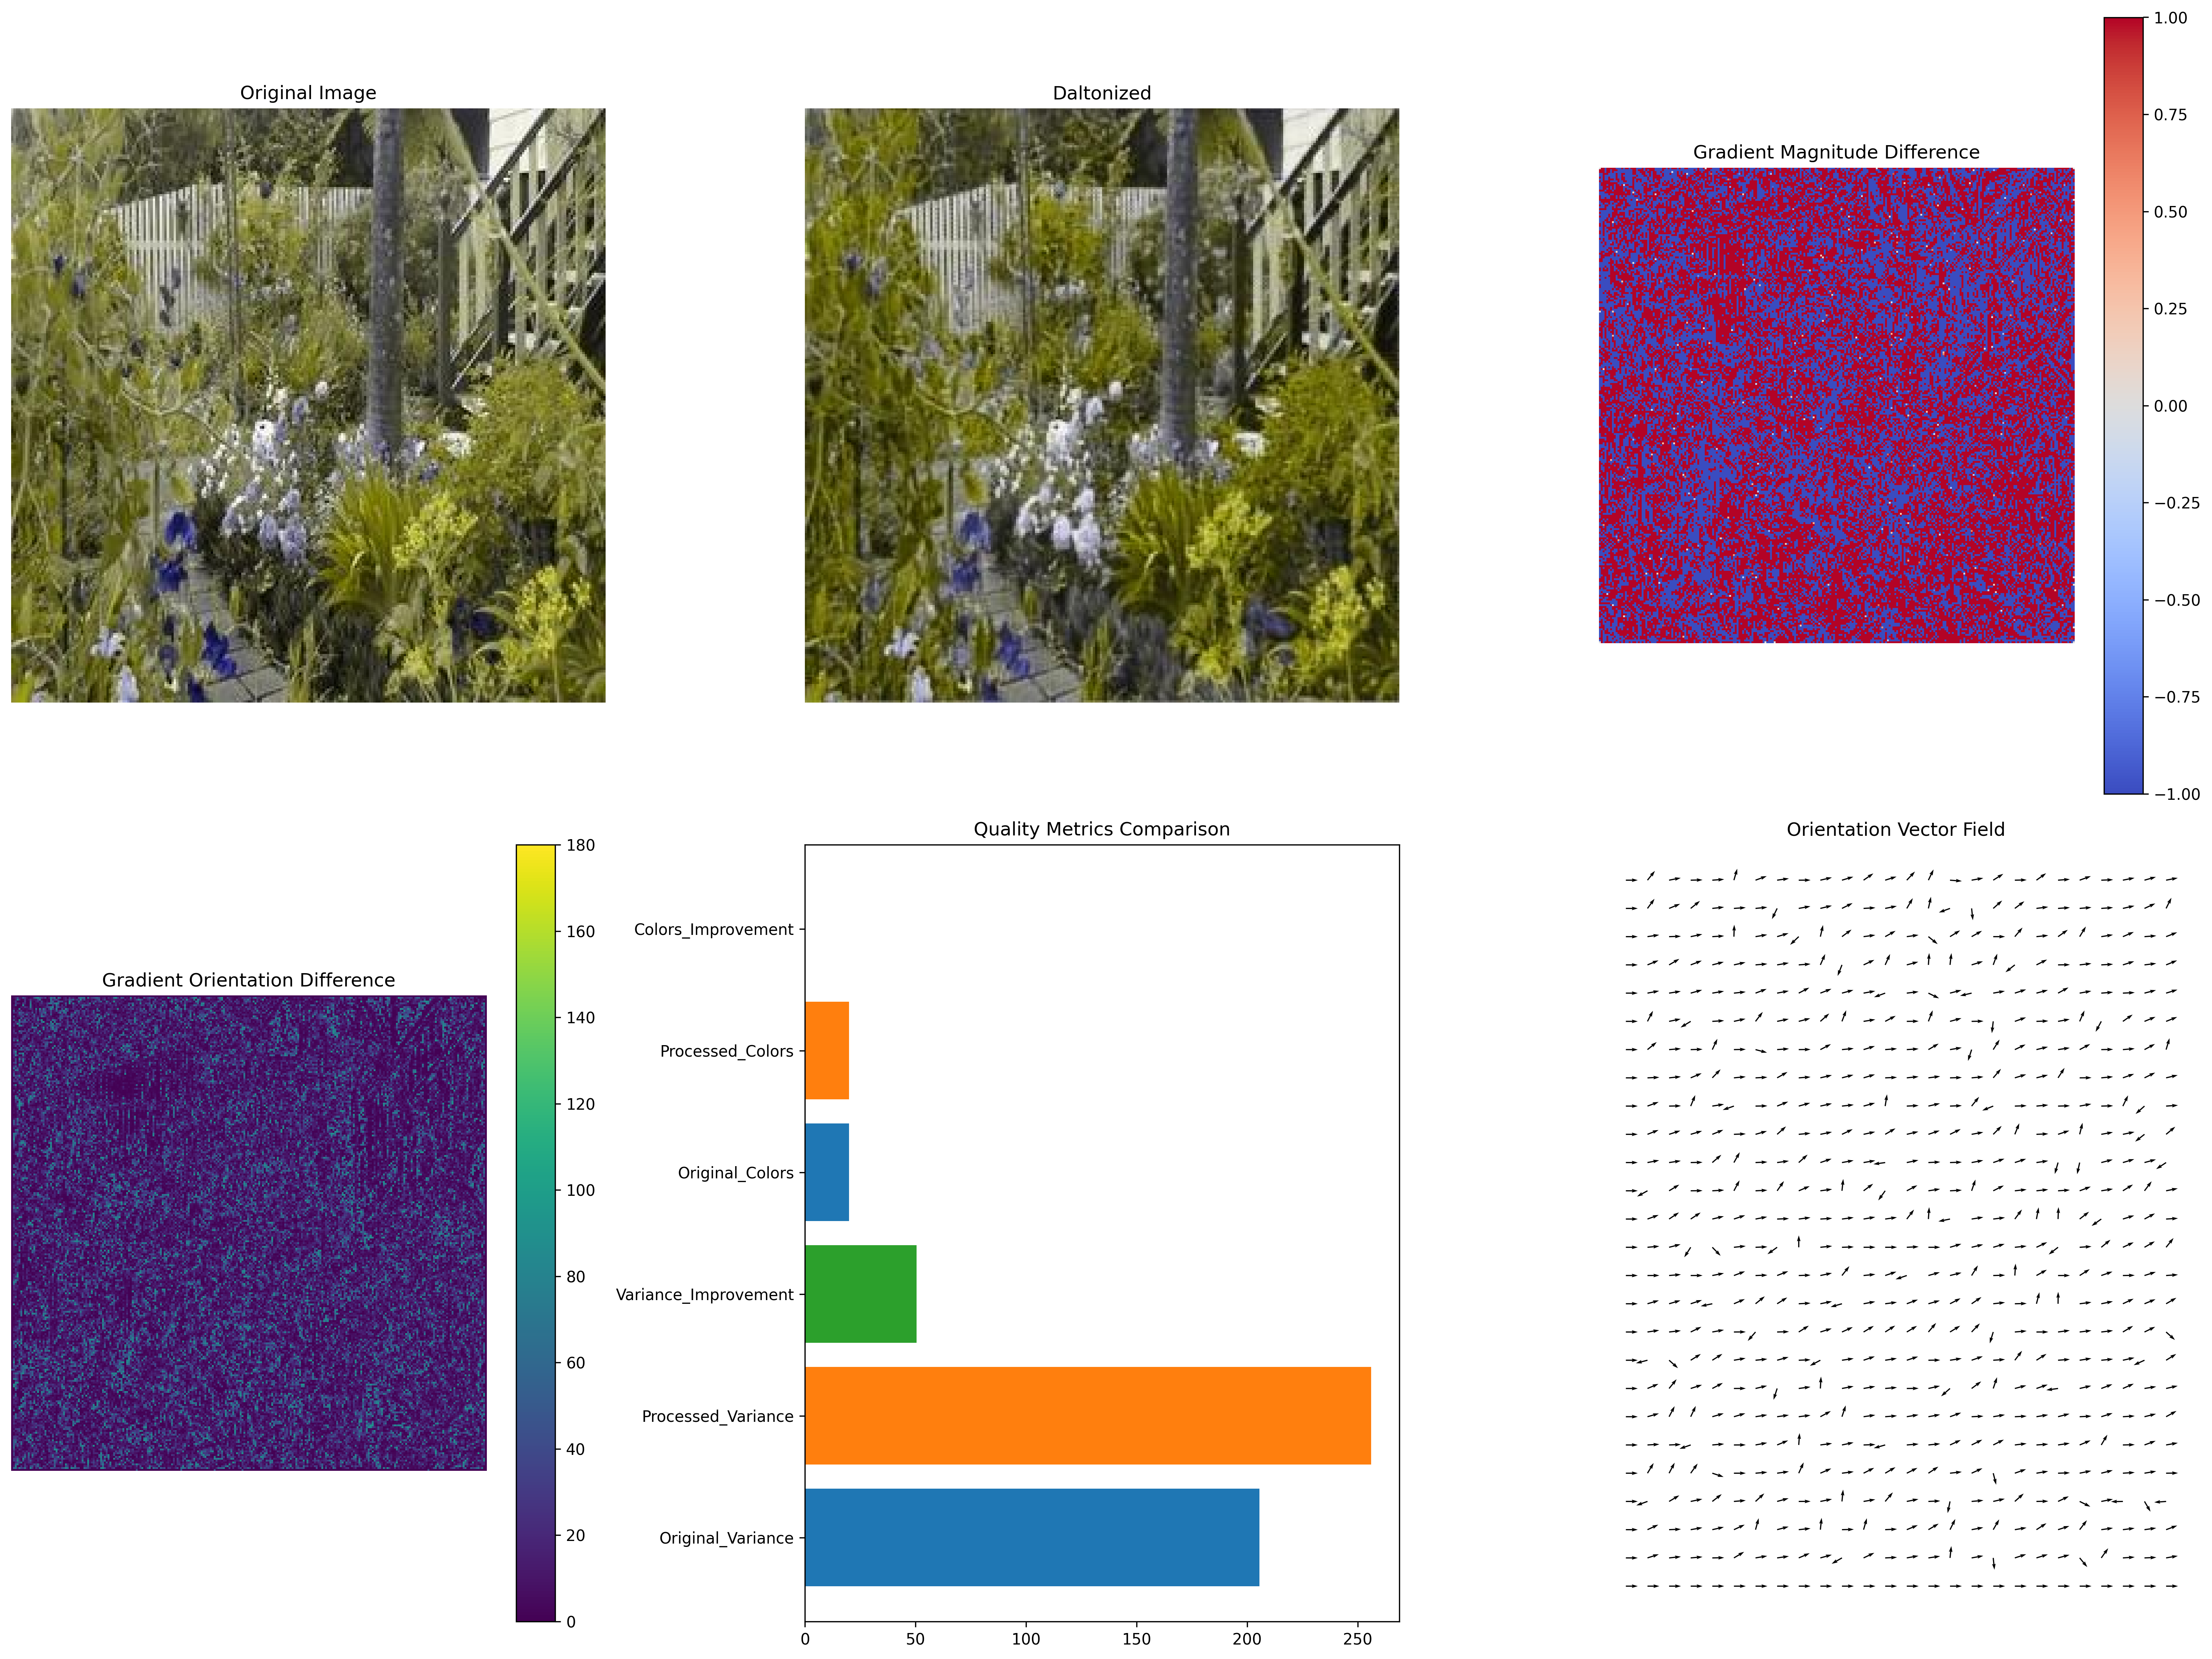 Original Image
Daltonized
Gradient Magnitude Difference
1.00
0.75
0.50
0.25
0.00
−0.25
−0.50
−0.75
−1.00
Gradient Orientation Difference
180
160
140
120
100
80
60
40
20
0
Quality Metrics Comparison
Colors_Improvement
Processed_Colors
Original_Colors
Variance_Improvement
Processed_Variance
Original_Variance
0 50 100 150 200 250
Orientation Vector Field